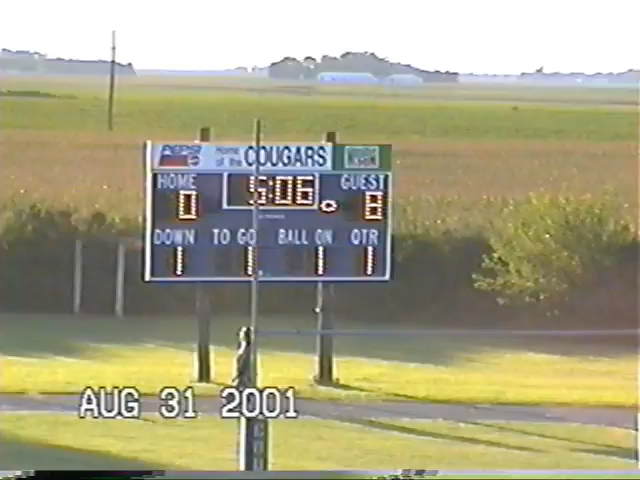 PEPSI Home of the COUGARS
HOME 5:06 GUEST
0 8
DOWN TO GO BALL ON QTR
1 1 1 1
AUG 31 2001